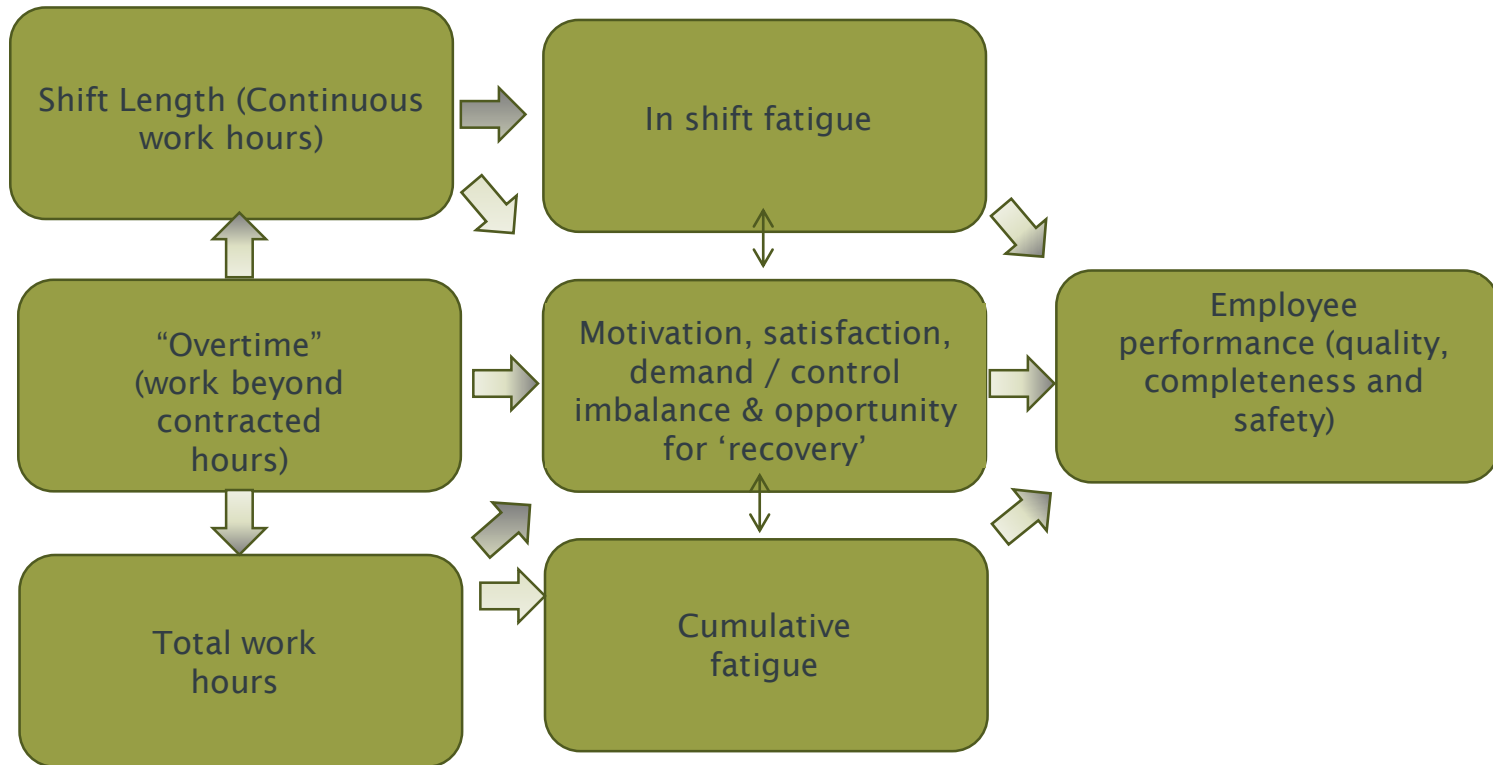 Shift Length (Continuous
work hours)
In shift fatigue
“Overtime”
(work beyond
contracted
hours)
Motivation, satisfaction,
demand / control
imbalance & opportunity
for ‘recovery’
Employee
performance (quality,
completeness and
safety)
Total work
hours
Cumulative
fatigue